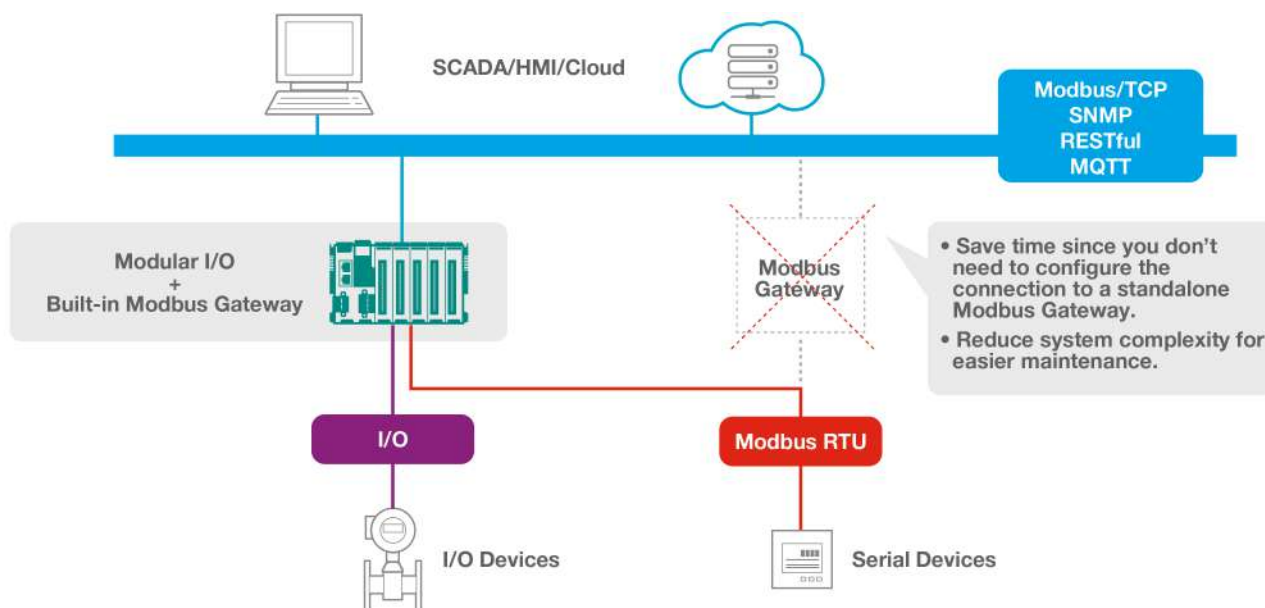 SCADA/HMI/Cloud
Modbus/TCP
SNMP
RESTful
MQTT
Modular I/O
+
Built-in Modbus Gateway
Modbus
Gateway
• Save time since you don’t
need to configure the
connection to a standalone
Modbus Gateway.
• Reduce system complexity for
easier maintenance.
I/O
Modbus RTU
I/O Devices
Serial Devices